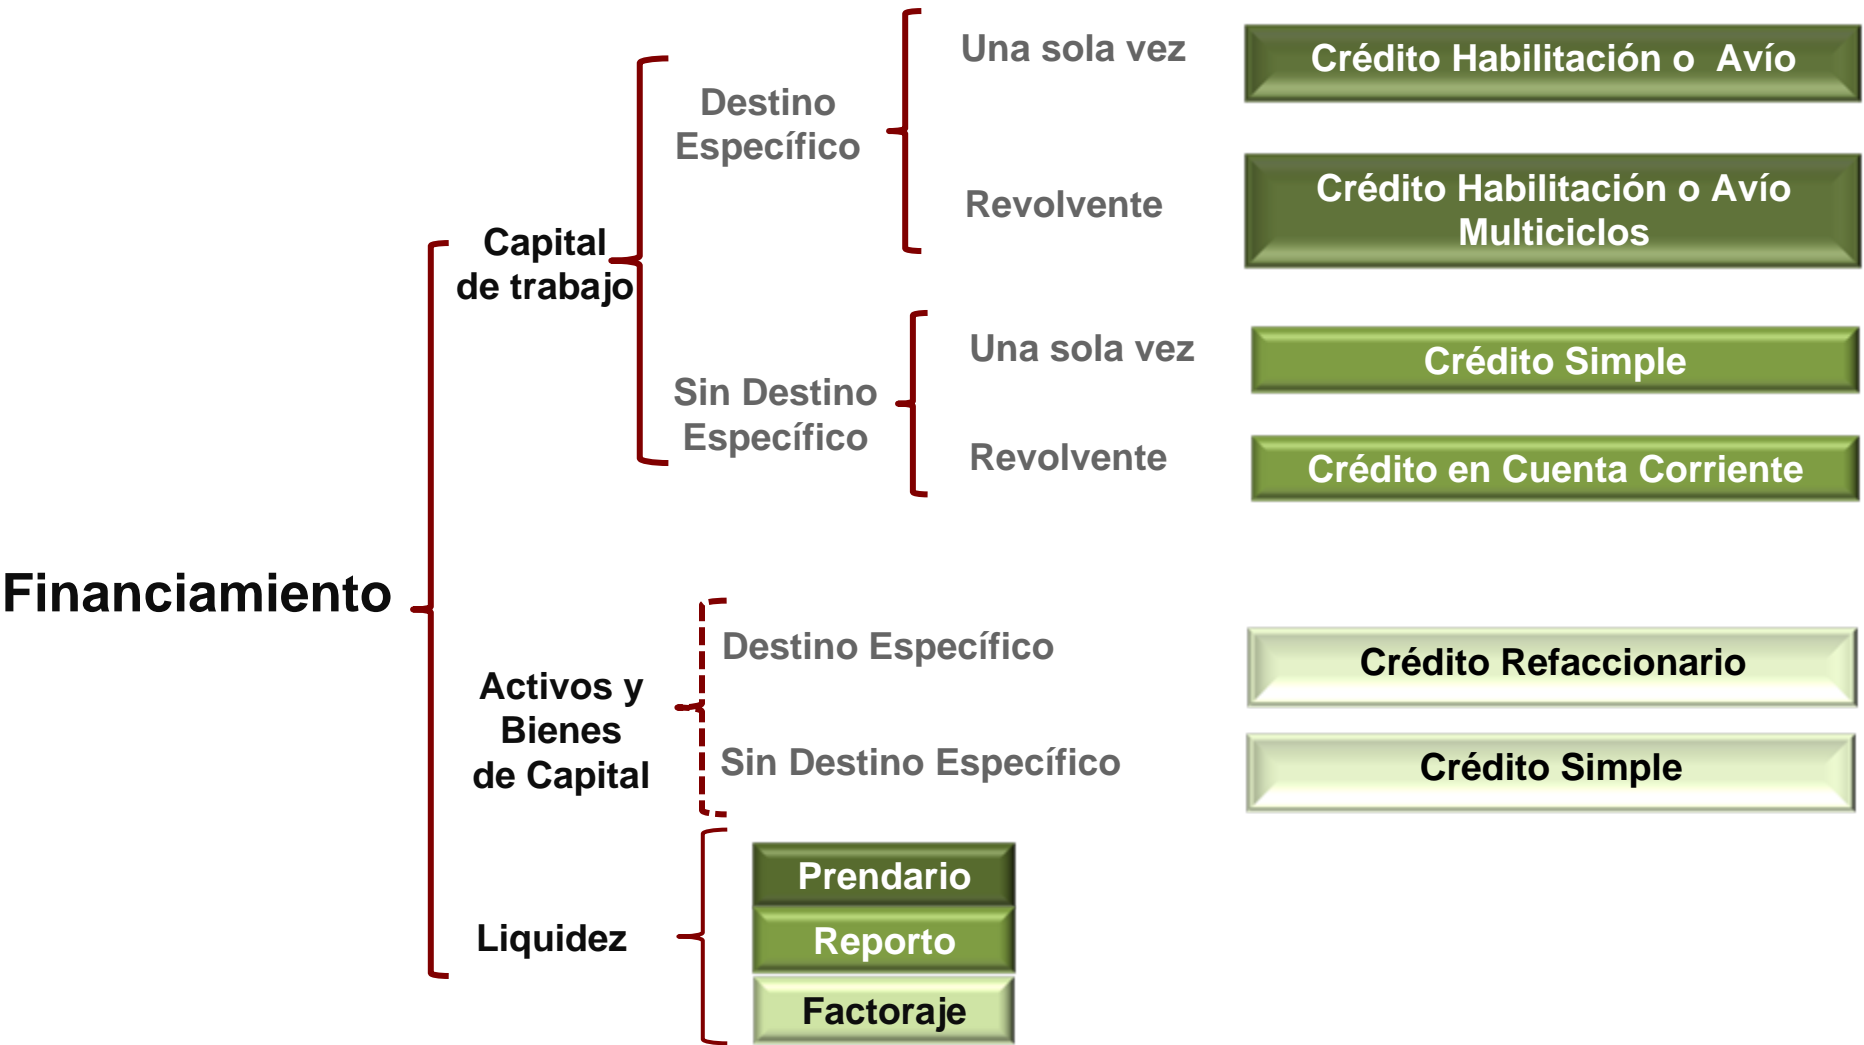 Financiamiento
Capital
de trabajo
Destino
Específico
Una sola vez
Crédito Habilitación o  Avío
Revolvente
Crédito Habilitación o Avío
Multiciclos
Sin Destino
Específico
Una sola vez
Crédito Simple
Revolvente
Crédito en Cuenta Corriente
Activos y
Bienes
de Capital
Destino Específico
Crédito Refaccionario
Sin Destino Específico
Crédito Simple
Liquidez
Prendario
Reporto
Factoraje